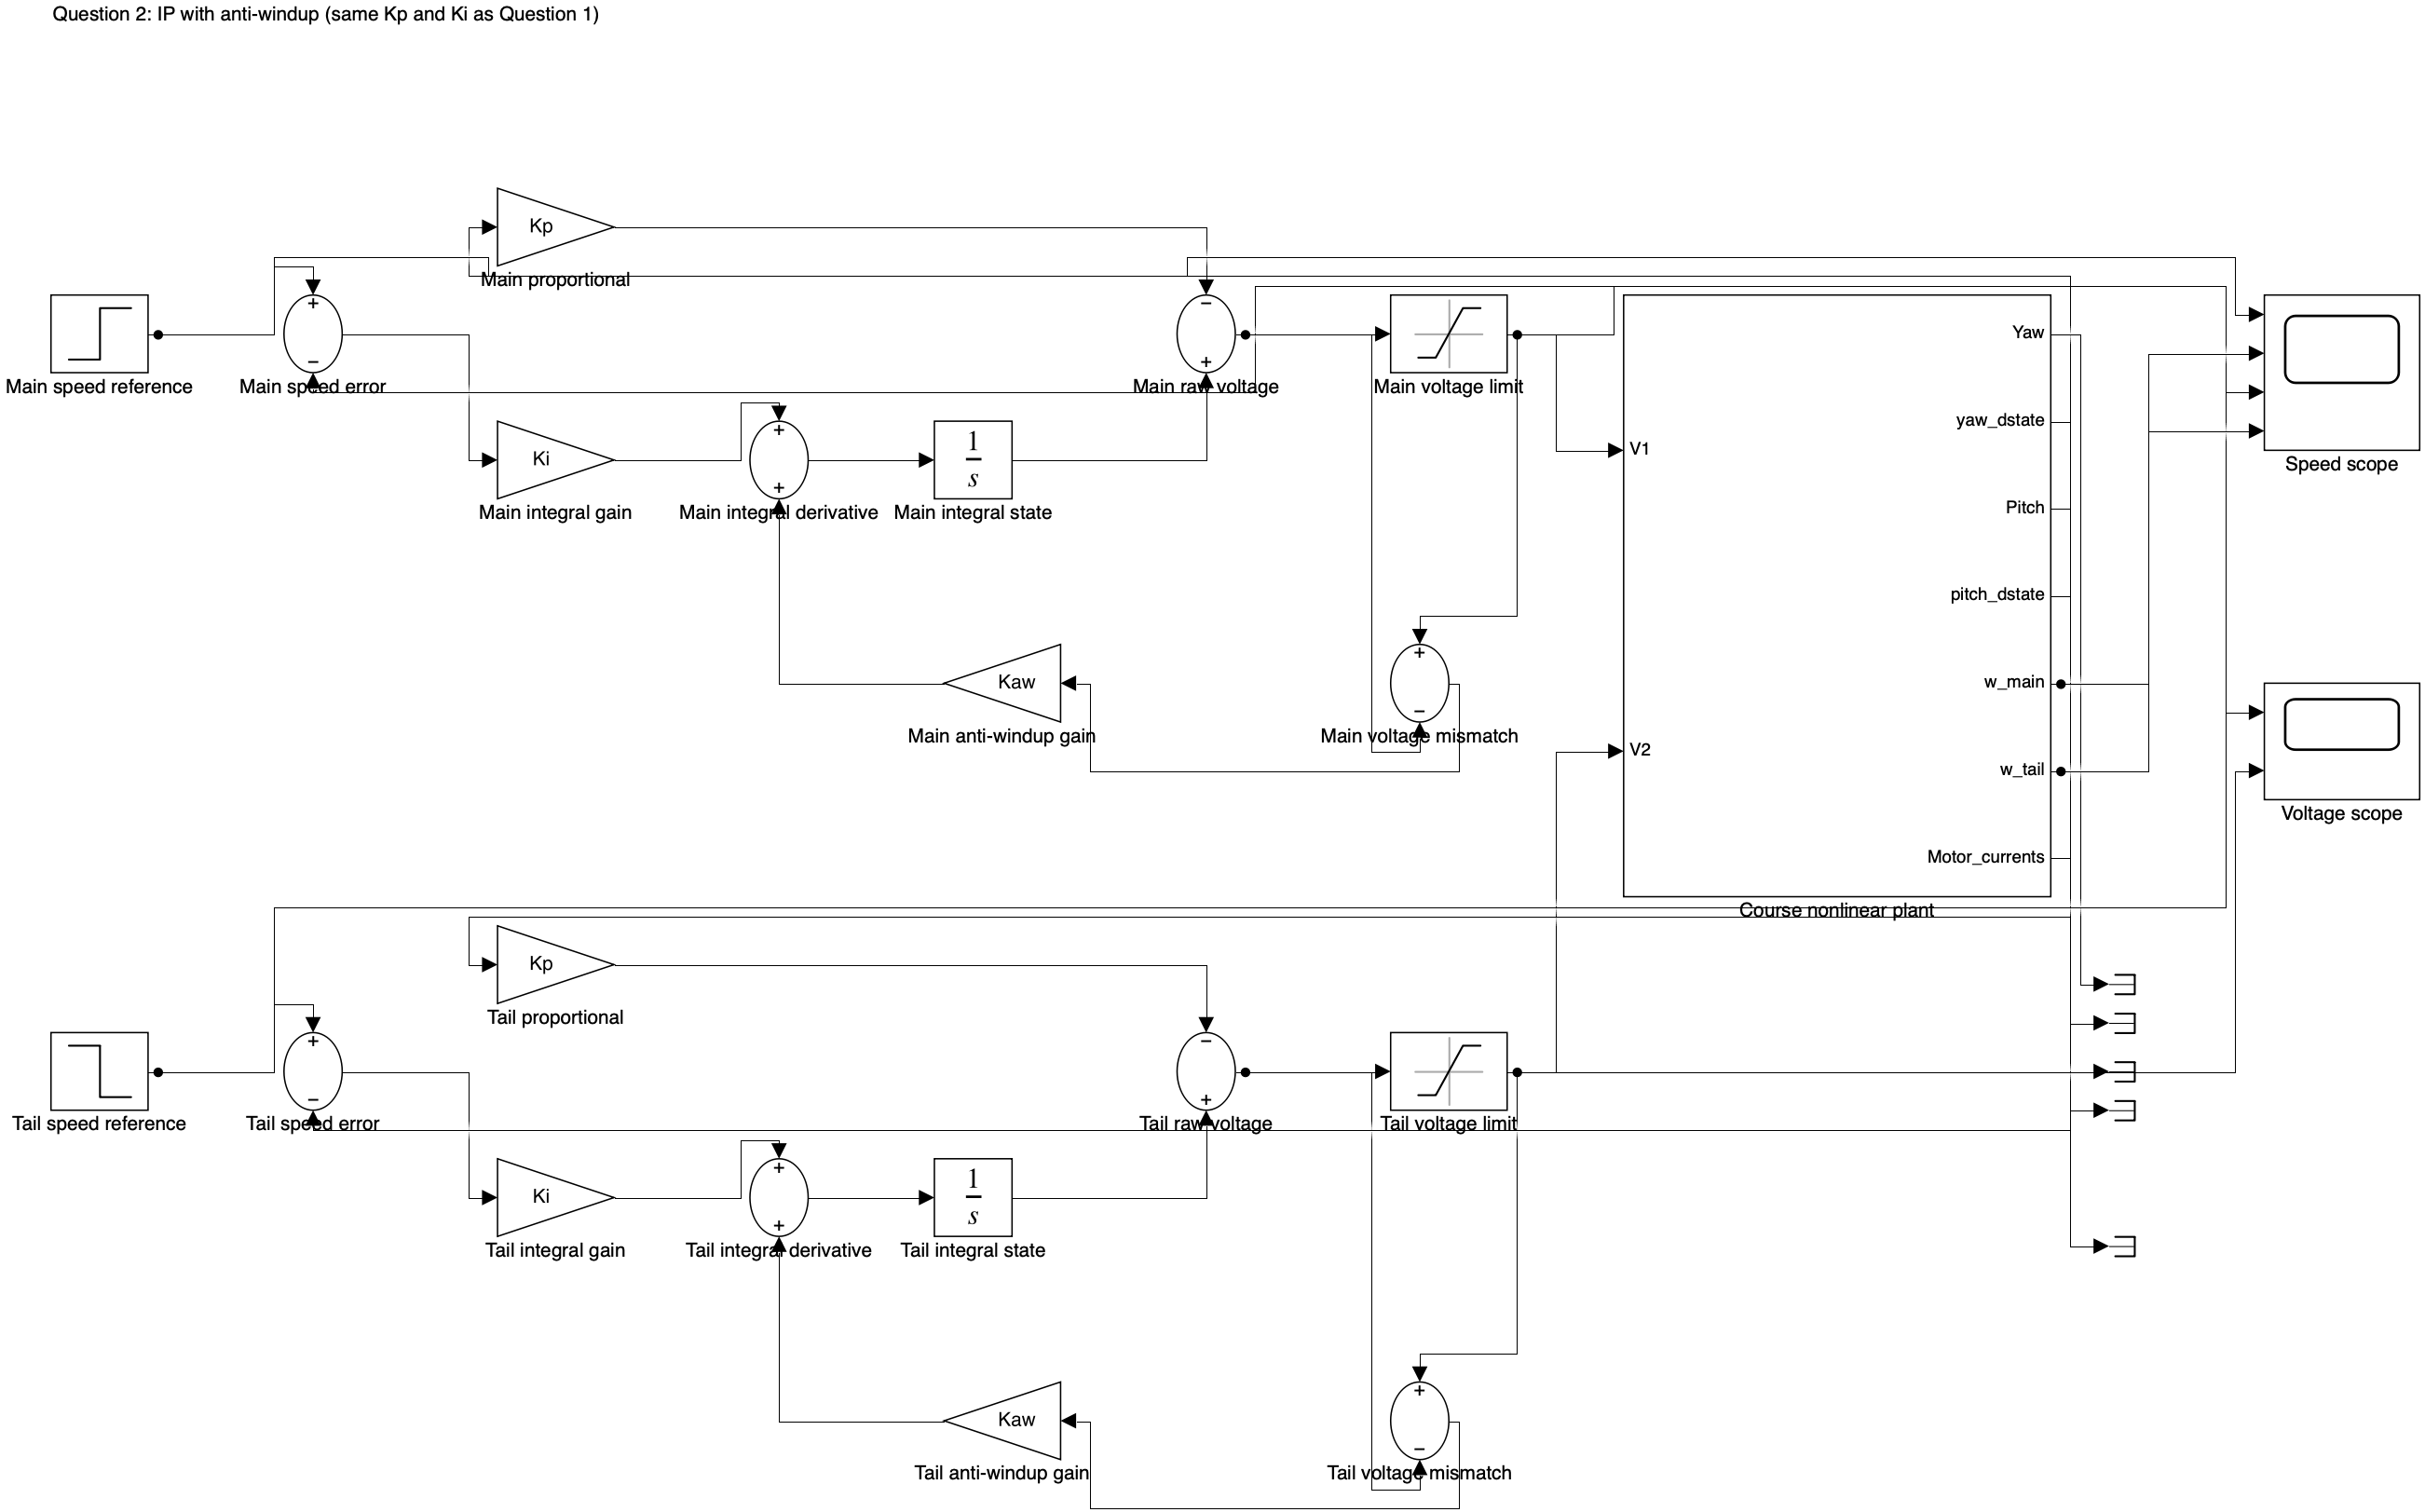 Question 2: IP with anti-windup (same Kp and Ki as Question 1)
Kp
Main proportional
+
−
−
+
Yaw
Main speed reference
Main speed error
Main raw voltage
Main voltage limit
yaw_dstate
V1
Ki
+
+
1
s
Speed scope
Main integral gain
Main integral derivative
Main integral state
Pitch
pitch_dstate
Kaw
+
−
w_main
Main anti-windup gain
Main voltage mismatch
V2
w_tail
Voltage scope
Motor_currents
Course nonlinear plant
Kp
Tail proportional
+
−
−
+
Tail speed reference
Tail speed error
Tail raw voltage
Tail voltage limit
Ki
+
+
1
s
Tail integral gain
Tail integral derivative
Tail integral state
Kaw
+
−
Tail anti-windup gain
Tail voltage mismatch